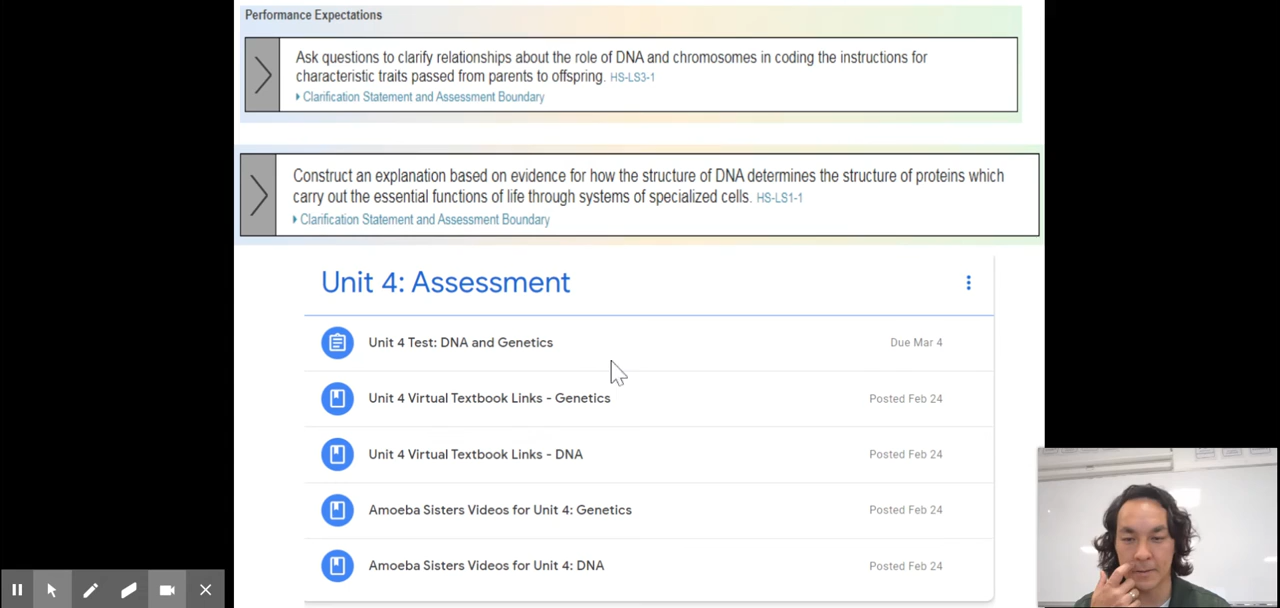 Performance Expectations
Ask questions to clarify relationships about the role of DNA and chromosomes in coding the instructions for
characteristic traits passed from parents to offspring. HS-LS3-1
Clarification Statement and Assessment Boundary
Construct an explanation based on evidence for how the structure of DNA determines the structure of proteins which
carry out the essential functions of life through systems of specialized cells. HS-LS1-1
Clarification Statement and Assessment Boundary
Unit 4: Assessment
Unit 4 Test: DNA and Genetics Due Mar 4
Unit 4 Virtual Textbook Links - Genetics Posted Feb 24
Unit 4 Virtual Textbook Links - DNA Posted Feb 24
Amoeba Sisters Videos for Unit 4: Genetics Posted Feb 24
Amoeba Sisters Videos for Unit 4: DNA Posted Feb 24